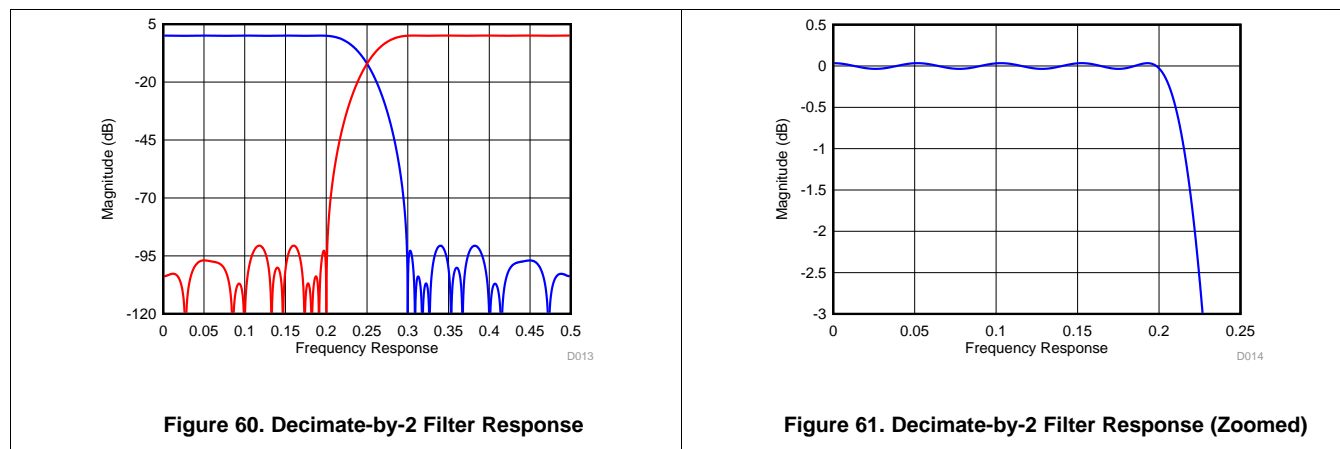 5
-20
-45
-70
-95
-120
Magnitude (dB)
0 0.05 0.1 0.15 0.2 0.25 0.3 0.35 0.4 0.45 0.5
Frequency Response
D013
Figure 60. Decimate-by-2 Filter Response
0.5
0
-0.5
-1
-1.5
-2
-2.5
-3
Magnitude (dB)
0 0.05 0.1 0.15 0.2 0.25
Frequency Response
D014
Figure 61. Decimate-by-2 Filter Response (Zoomed)